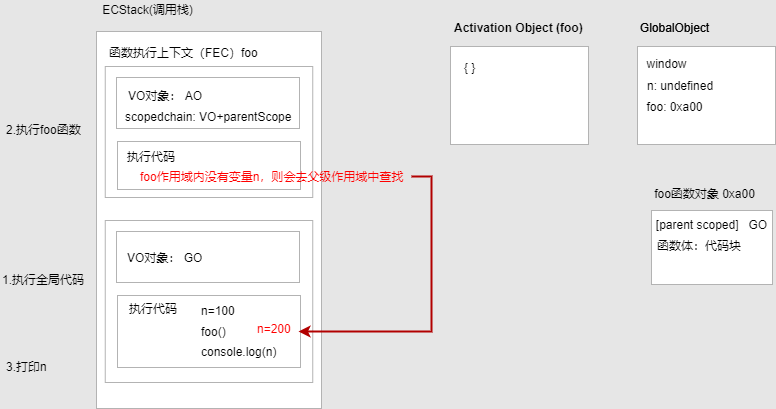 ECStack(调用栈)
函数执行上下文（FEC）foo
VO对象： AO
scopedchain: VO+parentScope
2.执行foo函数
执行代码
foo作用域内没有变量n，则会去父级作用域中查找
VO对象： GO
1.执行全局代码
执行代码
n=100
foo()
n=200
console.log(n)
3.打印n
Activation Object (foo)
{ }
GlobalObject
window
n: undefined
foo: 0xa00
foo函数对象 0xa00
[parent scoped] GO
函数体：代码块